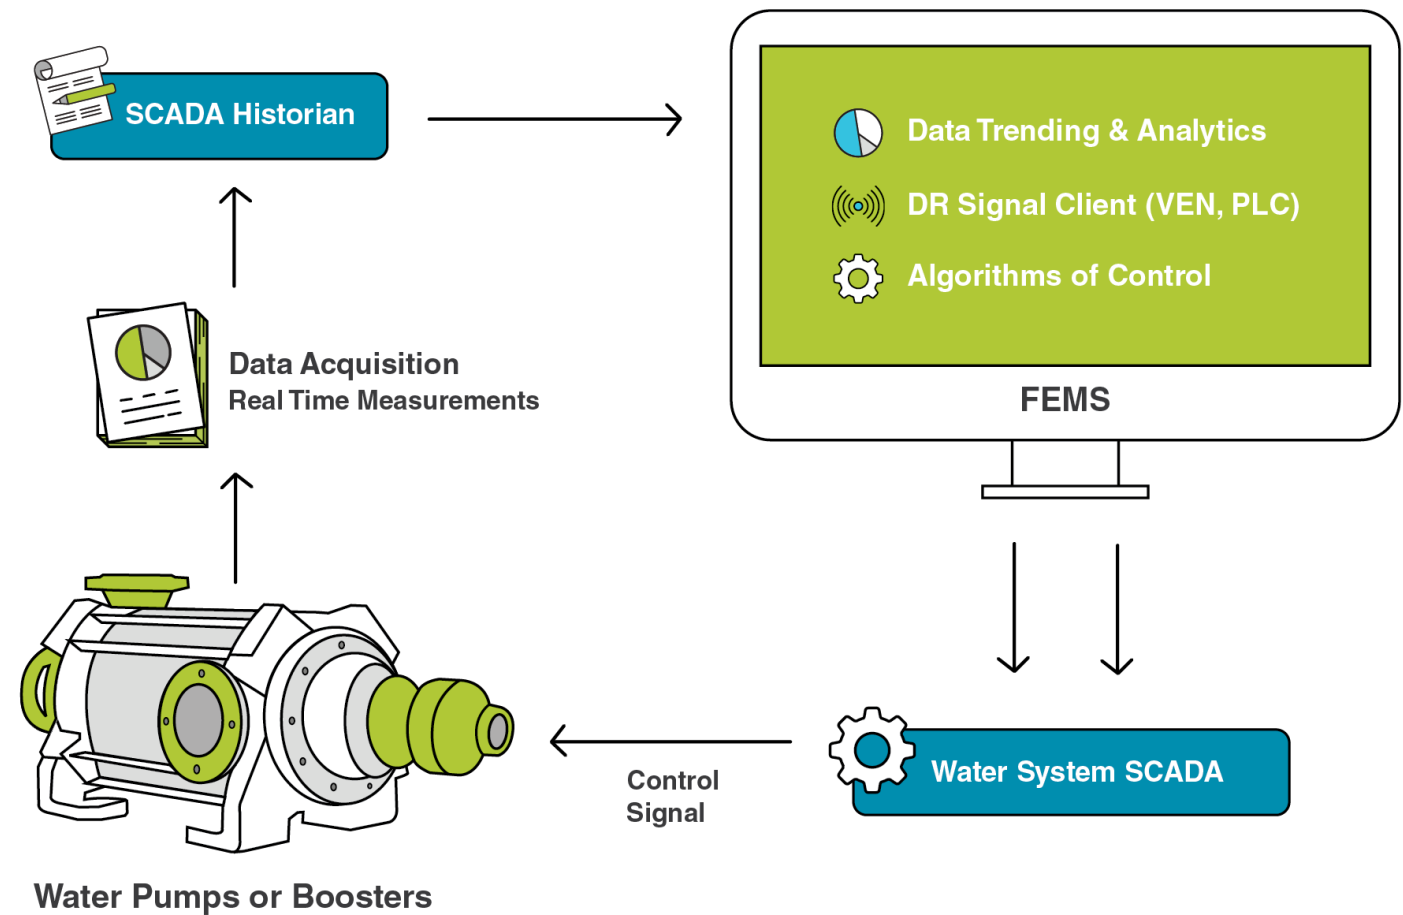 SCADA Historian
Data Trending & Analytics
DR Signal Client (VEN, PLC)
Algorithms of Control
FEMS
Data Acquisition
Real Time Measurements
Water System SCADA
Control
Signal
Water Pumps or Boosters